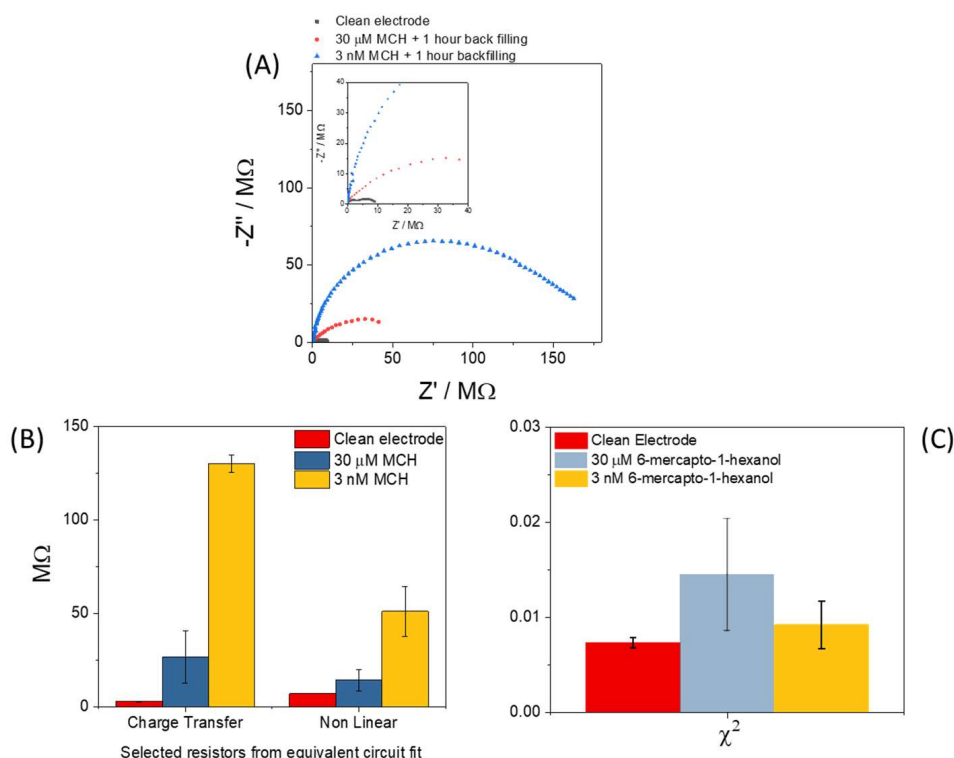 Clean electrode
30 μM MCH + 1 hour back filling
3 nM MCH + 1 hour backfilling
(A)
150
100
50
0
-Z'' / MΩ
0 50 100 150
Z' / MΩ
40
30
20
10
0
-Z'' / MΩ
0 10 20 30 40
Z' / MΩ
(B)
150
100
50
0
MΩ
Clean electrode
30 μM MCH
3 nM MCH
Charge Transfer Non Linear
Selected resistors from equivalent circuit fit
(C)
0.03
0.02
0.01
0.00
Clean Electrode
30 μM 6-mercapto-1-hexanol
3 nM 6-mercapto-1-hexanol
χ²